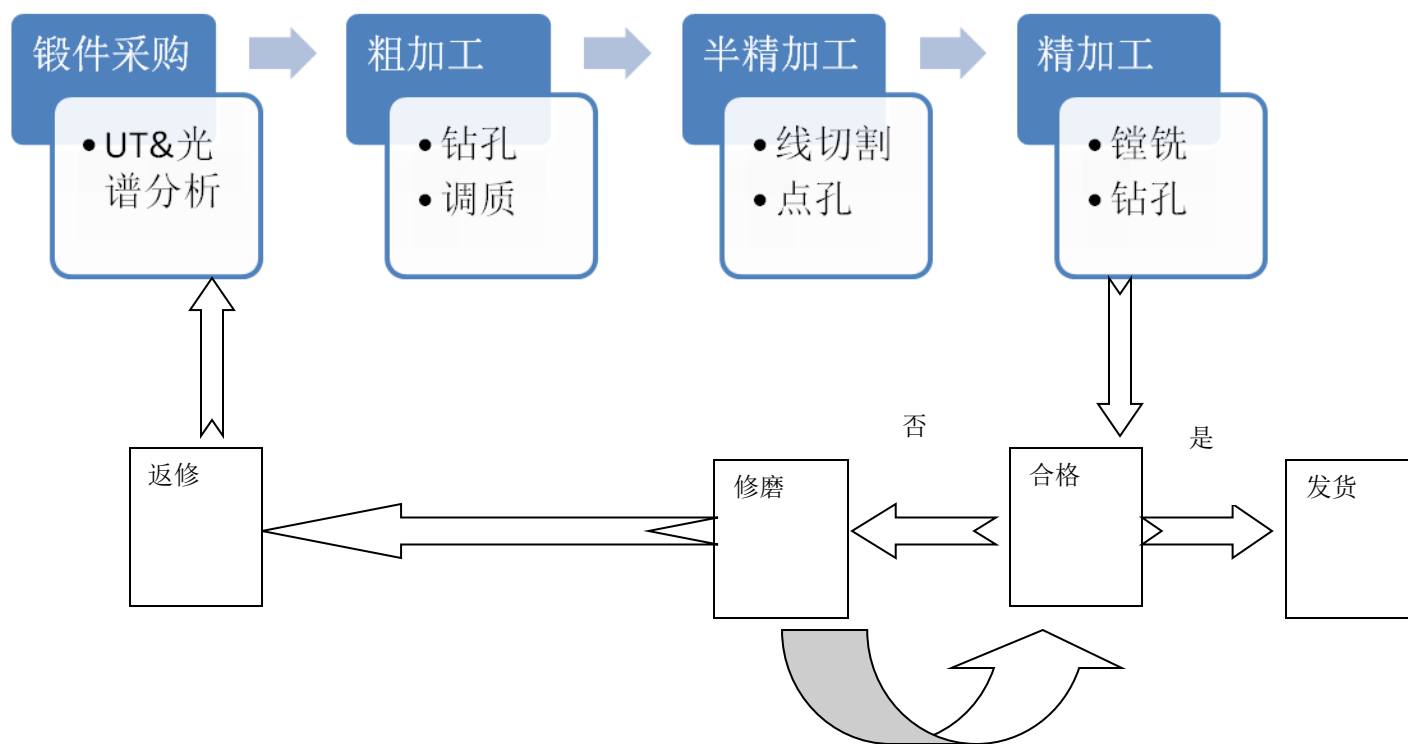 锻件采购
• UT&光
谱分析
粗加工
• 钻孔
• 调质
半精加工
• 线切割
• 点孔
精加工
• 镗铣
• 钻孔
否
是
返修
修磨
合格
发货